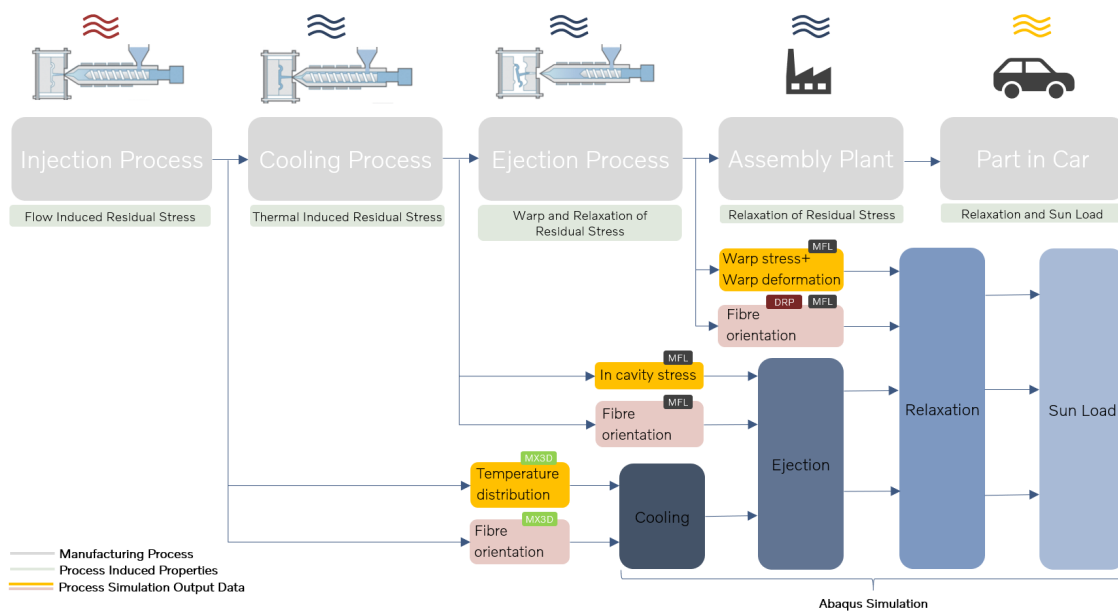 Injection Process
Cooling Process
Ejection Process
Assembly Plant
Part in Car
Flow Induced Residual Stress
Thermal Induced Residual Stress
Warp and Relaxation of
Residual Stress
Relaxation of Residual Stress
Relaxation and Sun Load
MFL
Warp stress+
Warp deformation
DRP
MFL
Fibre
orientation
MFL
In cavity stress
MFL
Fibre
orientation
MX3D
Temperature
distribution
MX3D
Fibre
orientation
Cooling
Ejection
Relaxation
Sun Load
Manufacturing Process
Process Induced Properties
Process Simulation Output Data
Abaqus Simulation